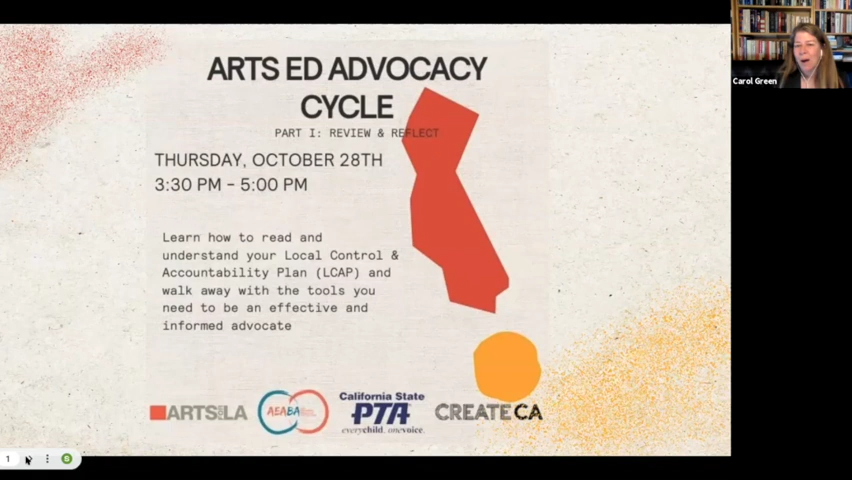 ARTS ED ADVOCACY
CYCLE
PART I: REVIEW & REFLECT
THURSDAY, OCTOBER 28TH
3:30 PM – 5:00 PM
Learn how to read and
understand your Local Control &
Accountability Plan (LCAP) and
walk away with the tools you
need to be an effective and
informed advocate
ARTS FOR LA
AEABA
California State
PTA
everychild. onevoice.
CREATE CA
Carol Green
1
S